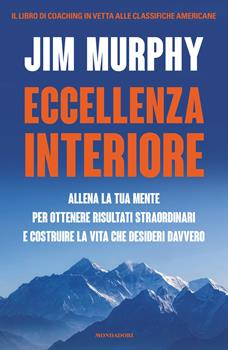 IL LIBRO DI COACHING IN VETTA ALLE CLASSIFICHE AMERICANE
JIM MURPHY
ECCELLENZA
INTERIORE
ALLENA LA TUA MENTE
PER OTTENERE RISULTATI STRAORDINARI
E COSTRUIRE LA VITA CHE DESIDERI DAVVERO
MONDADORI